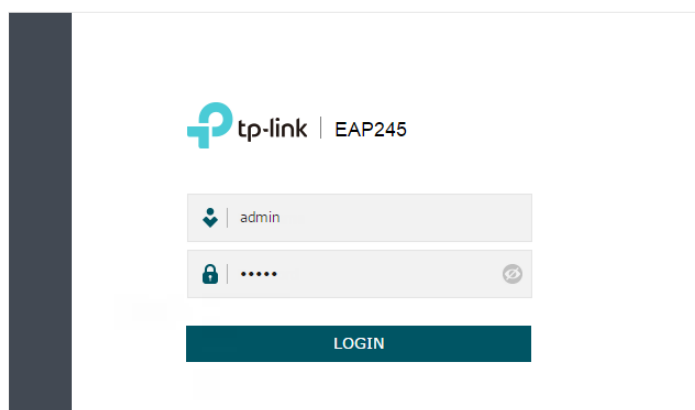 tp-link | EAP245
admin
•••••
LOGIN